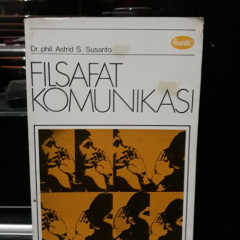 Dr. phil. Astrid S. Susanto
FILSAFAT
KOMUNIKASI